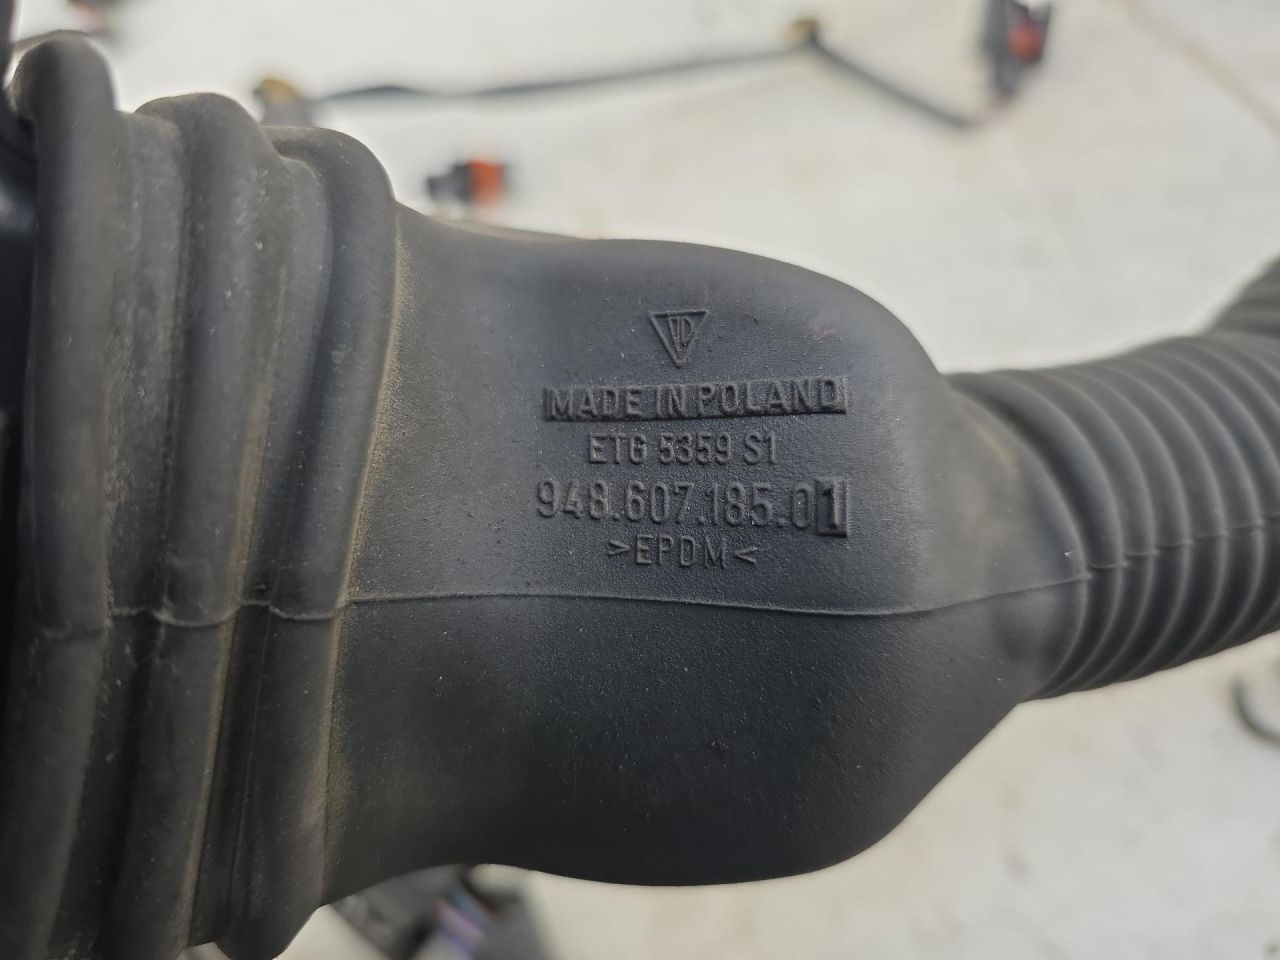 MADE IN POLAND
ETG 5359 S1
948.607.185.01
>EPDM<